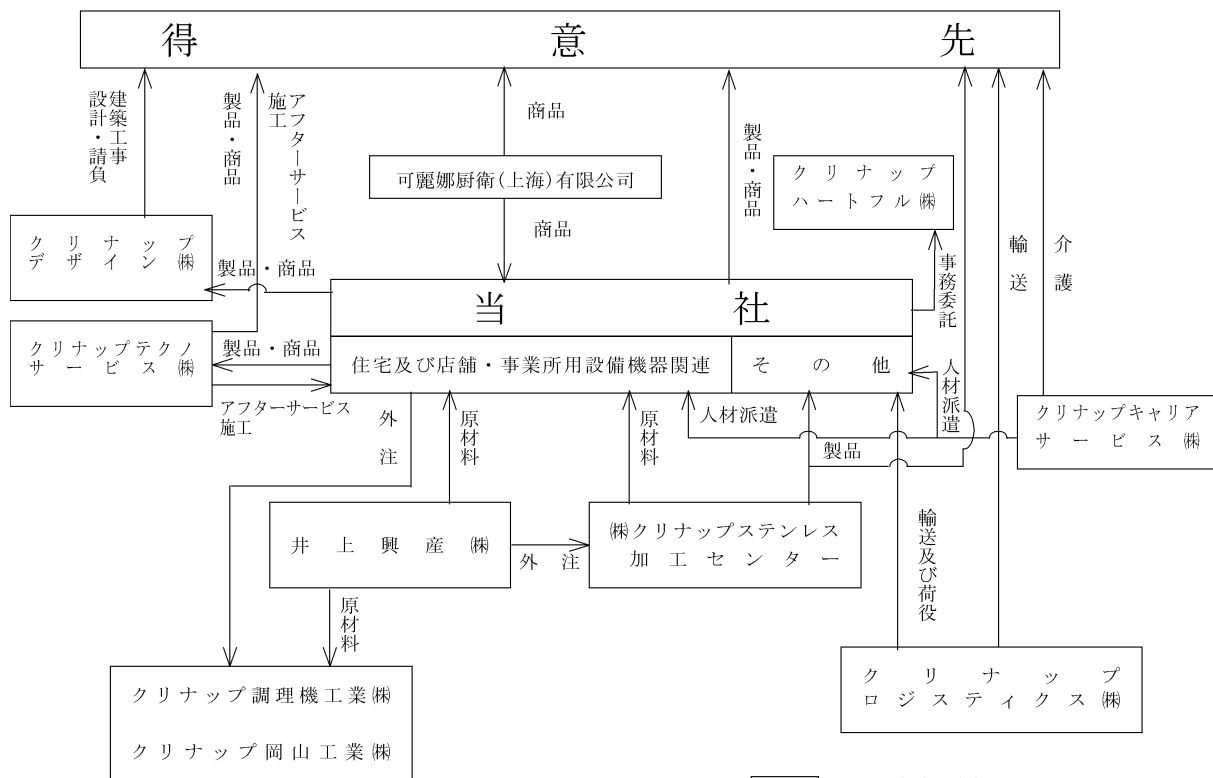 得意先
建築工事
設計・請負
製品・商品
アフターサービス
施工
商品
製品・商品
可麗娜厨衛(上海)有限公司
クリナップ
ハートフル㈱
輸送
介護
クリナップ
デザイン㈱
商品
製品・商品
事務委託
当社
クリナップテクノ
サービス㈱
製品・商品
住宅及び店舗・事業所用設備機器関連
その他
人材派遣
アフターサービス
施工
外注
原材料
原材料
人材派遣
クリナップキャリア
サービス㈱
製品
井上興産㈱
外注
㈱クリナップステンレス
加工センター
輸送及び荷役
原材料
クリナップ調理機工業㈱
クリナップ岡山工業㈱
クリナップ
ロジスティクス㈱